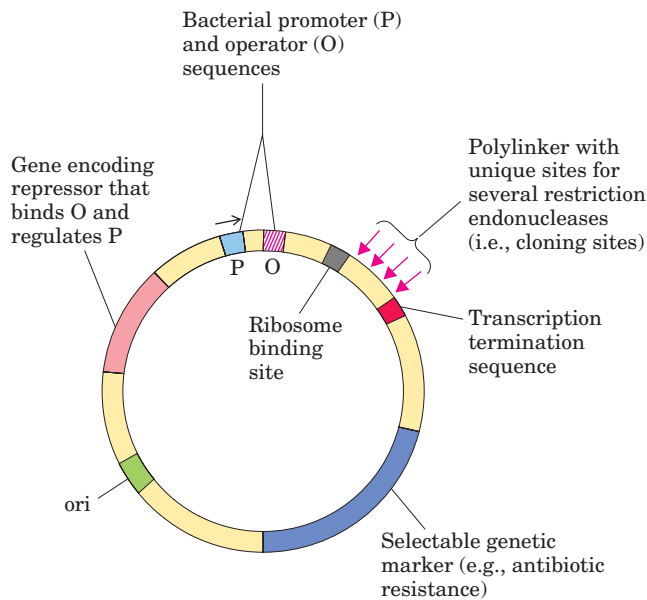 Bacterial promoter (P)
and operator (O)
sequences
Gene encoding
repressor that
binds O and
regulates P
Polylinker with
unique sites for
several restriction
endonucleases
(i.e., cloning sites)
P
O
Ribosome
binding
site
Transcription
termination
sequence
ori
Selectable genetic
marker (e.g., antibiotic
resistance)